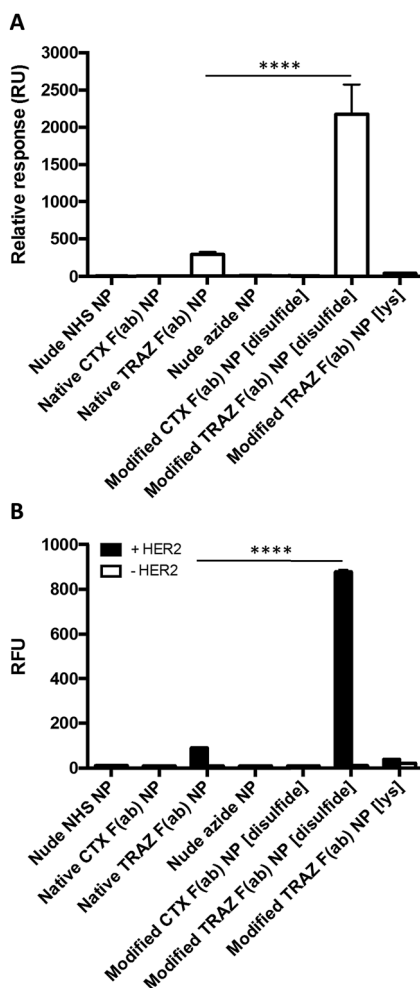 A
Relative response (RU)
3000
2500
2000
1500
1000
500
0
****
Nude NHS NP
Native CTX F(ab) NP
Native TRAZ F(ab) NP
Nude azide NP
Modified CTX F(ab) NP [disulfide]
Modified TRAZ F(ab) NP [disulfide]
Modified TRAZ F(ab) NP [lys]
B
RFU
1000
800
600
400
200
0
+ HER2
- HER2
****
Nude NHS NP
Native CTX F(ab) NP
Native TRAZ F(ab) NP
Nude azide NP
Modified CTX F(ab) NP [disulfide]
Modified TRAZ F(ab) NP [disulfide]
Modified TRAZ F(ab) NP [lys]